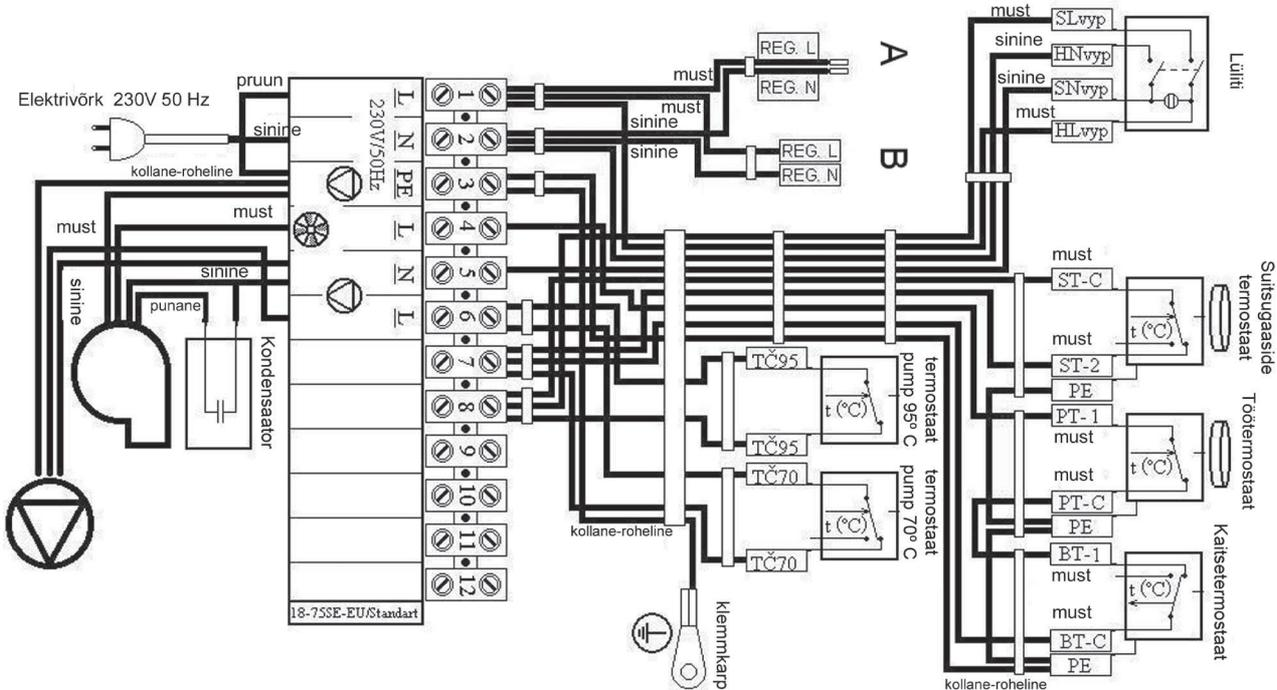 Elektrivõrk 230V 50 Hz
pruun
sinine
kollane-roheline
must
must
sinine
sinine
punane
Kondensaator
230V/50Hz
L
N
PE
L
N
L
18-75SE-EU/Standart
1
2
3
4
5
6
7
8
9
10
11
12
must
must
sinine
sinine
REG. L
REG. N
A
REG. L
REG. N
B
must
SLvyp
sinine
HNvyp
sinine
SNvyp
must
HLvyp
Lüliti
must
ST-C
must
ST-2
PE
t (°C)
Suitsugaaside
termostaat
PT-1
must
must
PT-C
PE
t (°C)
Töötermostaat
BT-1
must
must
BT-C
PE
t (°C)
Kaitsetermostaat
kollane-roheline
TČ95
TČ95
t (°C)
termostaat
pump 95º C
TČ70
TČ70
t (°C)
termostaat
pump 70º C
kollane-roheline
klemmkarp